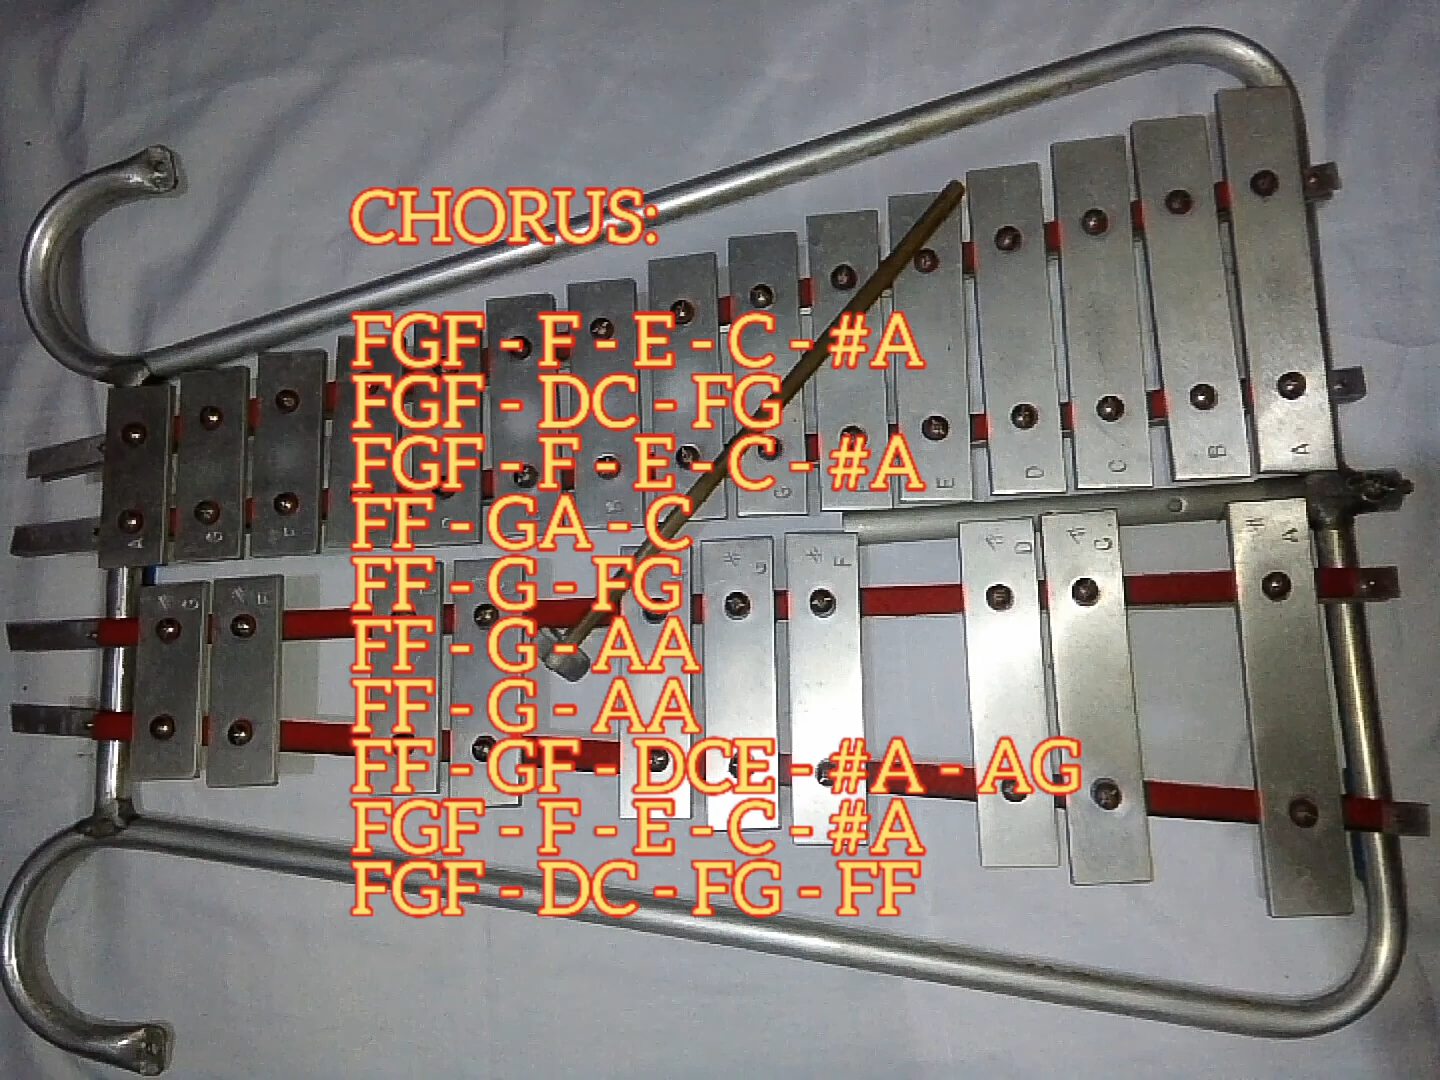 CHORUS:
FGF - F - E - C - #A
FGF - DC - FG
FGF - F - E - C - #A
FF - GA - C
FF - G - FG
FF - G - AA
FF - G - AA
FF - GF - DCE - #A - AG
FGF - F - E - C - #A
FGF - DC - FG - FF
A G F B G E D C B A
# G # F # G # F # D # C # A